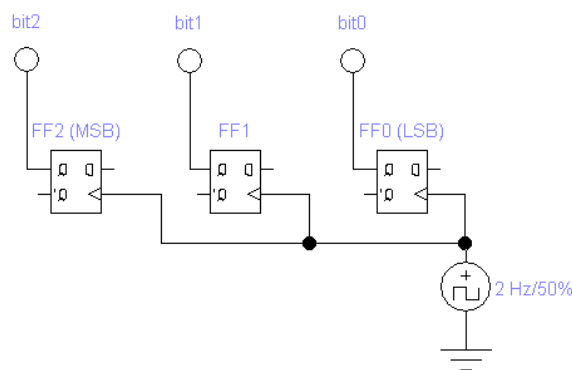 bit2
bit1
bit0
FF2 (MSB)
FF1
FF0 (LSB)
Q D
'Q
Q D
'Q
Q D
'Q
+
2 Hz/50%